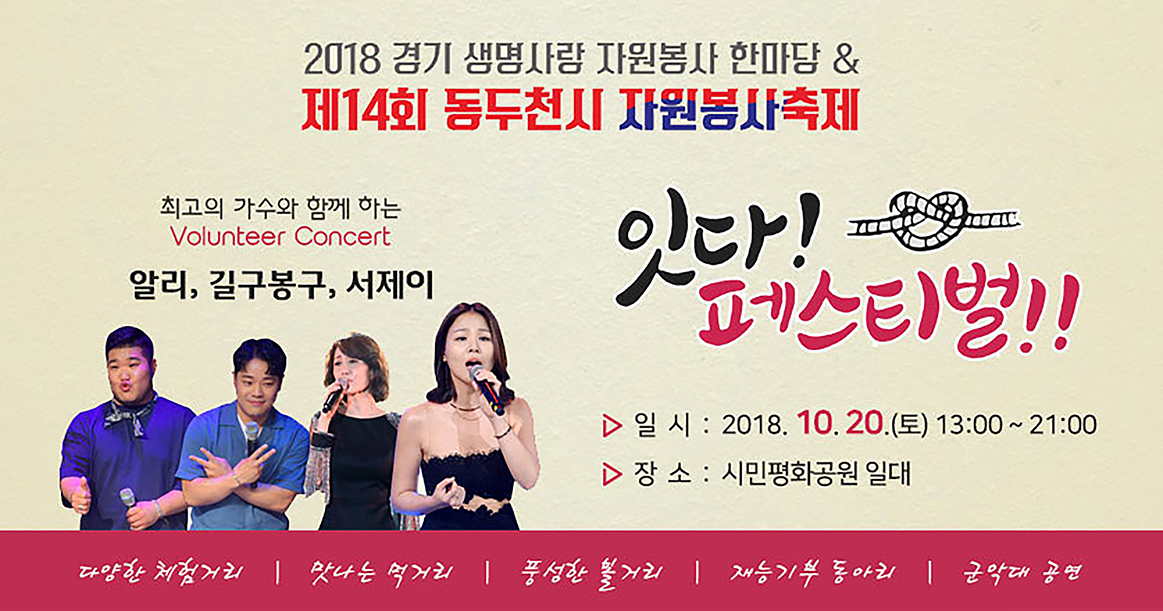 2018 경기 생명사랑 자원봉사 한마당 &
제14회 동두천시 자원봉사축제
최고의 가수와 함께 하는
Volunteer Concert
알리, 길구봉구, 서제이
잇다!
페스티벌!!
일 시 : 2018. 10. 20.(토) 13:00 ~ 21:00
장 소 : 시민평화공원 일대
다양한 체험거리 | 맛나는 먹거리 | 풍성한 볼거리 | 재능기부 동아리 | 군악대 공연